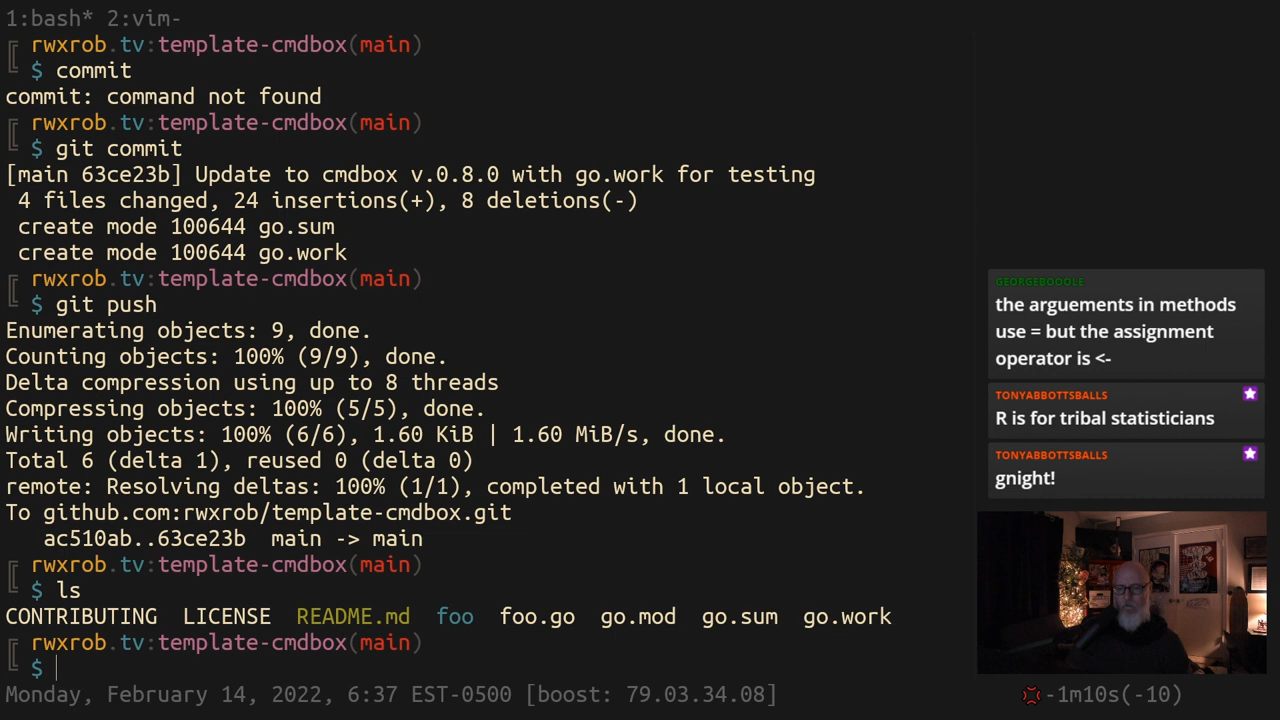 1:bash* 2:vim-
rwxrob.tv:template-cmdbox(main)
$ commit
commit: command not found
rwxrob.tv:template-cmdbox(main)
$ git commit
[main 63ce23b] Update to cmdbox v.0.8.0 with go.work for testing
4 files changed, 24 insertions(+), 8 deletions(-)
create mode 100644 go.sum
create mode 100644 go.work
rwxrob.tv:template-cmdbox(main)
$ git push
Enumerating objects: 9, done.
Counting objects: 100% (9/9), done.
Delta compression using up to 8 threads
Compressing objects: 100% (5/5), done.
Writing objects: 100% (6/6), 1.60 KiB | 1.60 MiB/s, done.
Total 6 (delta 1), reused 0 (delta 0)
remote: Resolving deltas: 100% (1/1), completed with 1 local object.
To github.com:rwxrob/template-cmdbox.git
ac510ab..63ce23b  main -> main
rwxrob.tv:template-cmdbox(main)
$ ls
CONTRIBUTING  LICENSE  README.md  foo  foo.go  go.mod  go.sum  go.work
rwxrob.tv:template-cmdbox(main)
$
Monday, February 14, 2022, 6:37 EST-0500 [boost: 79.03.34.08]
-1m10s(-10)
GEORGEBOOOLE
the arguements in methods
use = but the assignment
operator is <-
TONYABBOTTSBALLS
R is for tribal statisticians
TONYABBOTTSBALLS
gnight!